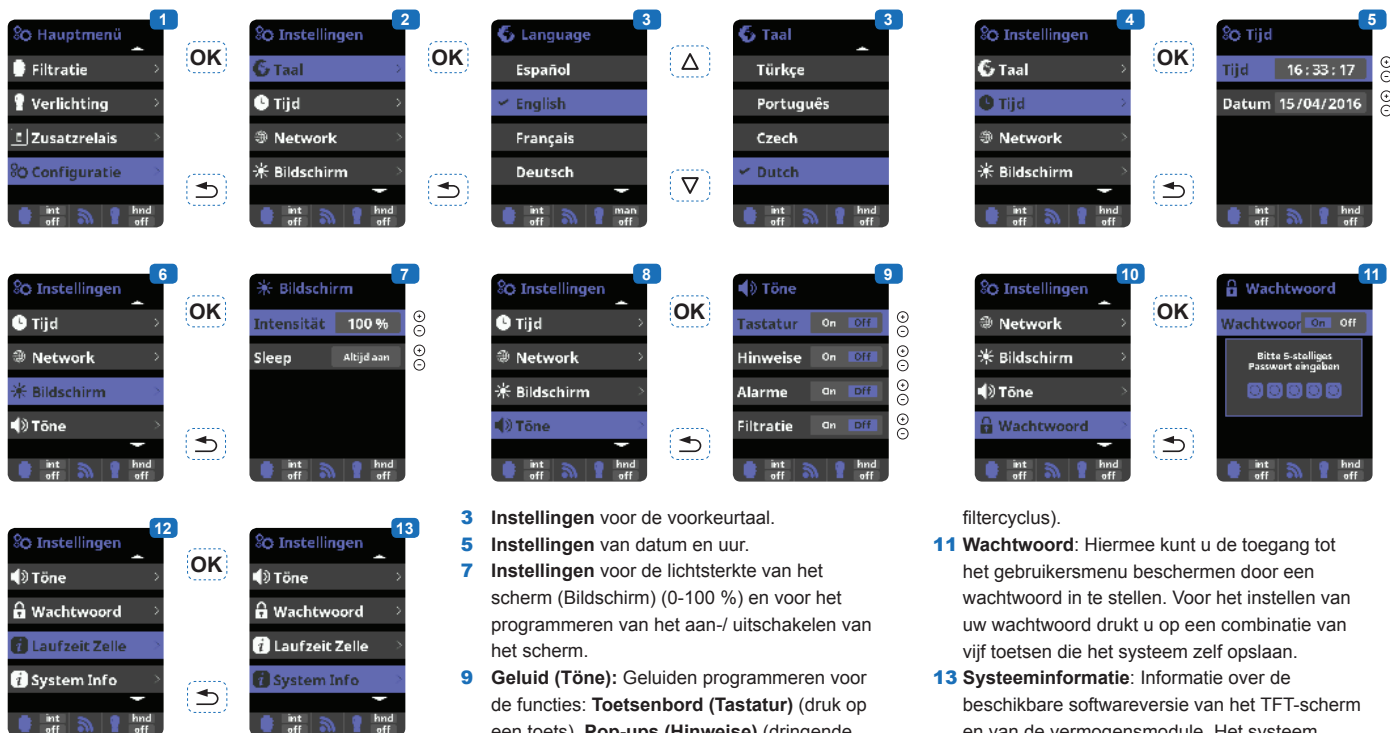 1
Hauptmenü
Filtratie
Verlichting
Zusatzrelais
Configuratie
int off
hnd off
OK
2
Instellingen
Taal
Tijd
Network
Bildschirm
int off
hnd off
OK
3
Language
Español
English
Français
Deutsch
int off
man off
3
Taal
Türkçe
Português
Czech
Dutch
int off
hnd off
4
Instellingen
Taal
Tijd
Network
Bildschirm
int off
hnd off
OK
5
Tijd
Tijd 16:33:17
Datum 15/04/2016
int off
hnd off
6
Instellingen
Tijd
Network
Bildschirm
Töne
int off
hnd off
OK
7
Bildschirm
Intensität 100 %
Sleep Altijd aan
int off
hnd off
8
Instellingen
Tijd
Network
Bildschirm
Töne
int off
hnd off
OK
9
Töne
Tastatur On Off
Hinweise On Off
Alarme On Off
Filtratie On Off
int off
hnd off
10
Instellingen
Network
Bildschirm
Töne
Wachtwoord
int off
hnd off
OK
11
Wachtwoord
Wachtwoor On Off
Bitte 5-stelliges
Passwort eingeben
int off
hnd off
12
Instellingen
Töne
Wachtwoord
Laufzeit Zelle
System Info
int off
hnd off
OK
13
Instellingen
Töne
Wachtwoord
Laufzeit Zelle
System Info
int off
hnd off
3 Instellingen voor de voorkeurtaal.
5 Instellingen van datum en uur.
7 Instellingen voor de lichtsterkte van het
scherm (Bildschirm) (0-100 %) en voor het
programmeren van het aan-/ uitschakelen van
het scherm.
9 Geluid (Töne): Geluiden programmeren voor
de functies: Toetsenbord (Tastatur) (druk op
een toets), Pop-ups (Hinweise) (dringende
filtercyclus).
11 Wachtwoord: Hiermee kunt u de toegang tot
het gebruikersmenu beschermen door een
wachtwoord in te stellen. Voor het instellen van
uw wachtwoord drukt u op een combinatie van
vijf toetsen die het systeem zelf opslaan.
13 Systeeminformatie: Informatie over de
beschikbare softwareversie van het TFT-scherm
en van de vermogensmodule. Het systeem